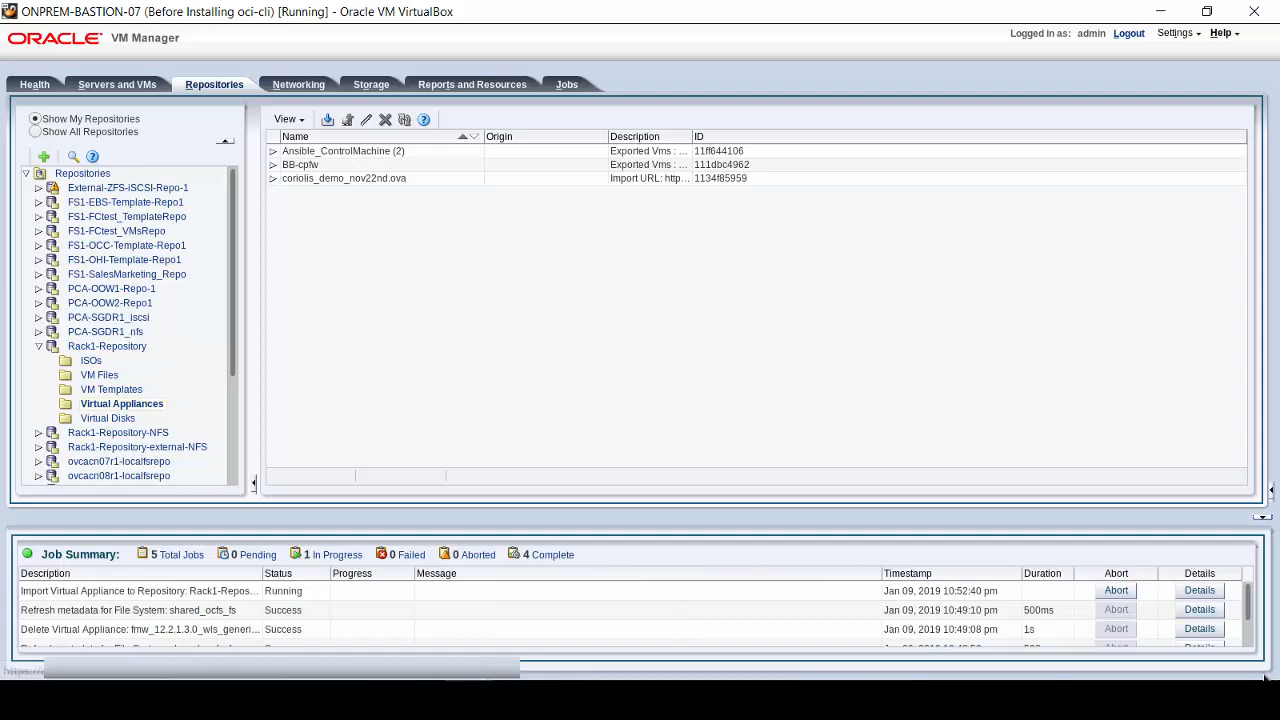 ONPREM-BASTION-07 (Before Installing oci-cli) [Running] - Oracle VM VirtualBox
ORACLE® VM Manager
Logged in as: admin Logout Settings Help
Health Servers and VMs Repositories Networking Storage Reports and Resources Jobs
Show My Repositories
Show All Repositories
Repositories
External-ZFS-iSCSI-Repo-1
FS1-EBS-Template-Repo1
FS1-FCtest_TemplateRepo
FS1-FCtest_VMsRepo
FS1-OCC-Template-Repo1
FS1-OHI-Template-Repo1
FS1-SalesMarketing_Repo
PCA-OOW1-Repo-1
PCA-OOW2-Repo1
PCA-SGDR1_iscsi
PCA-SGDR1_nfs
Rack1-Repository
ISOs
VM Files
VM Templates
Virtual Appliances
Virtual Disks
Rack1-Repository-NFS
Rack1-Repository-external-NFS
ovcacn07r1-localfsrepo
ovcacn08r1-localfsrepo
View
Name Origin Description ID
Ansible_ControlMachine (2) Exported Vms : ... 11ff644106
BB-cpfw Exported Vms : ... 111dbc4962
coriolis_demo_nov22nd.ova Import URL: http... 1134f85959
Job Summary: 5 Total Jobs 0 Pending 1 In Progress 0 Failed 0 Aborted 4 Complete
Description Status Progress Message Timestamp Duration Abort Details
Import Virtual Appliance to Repository: Rack1-Repos... Running Jan 09, 2019 10:52:40 pm Abort Details
Refresh metadata for File System: shared_ocfs_fs Success Jan 09, 2019 10:49:10 pm 500ms Abort Details
Delete Virtual Appliance: fmw_12.2.1.3.0_wls_generi... Success Jan 09, 2019 10:49:08 pm 1s Abort Details